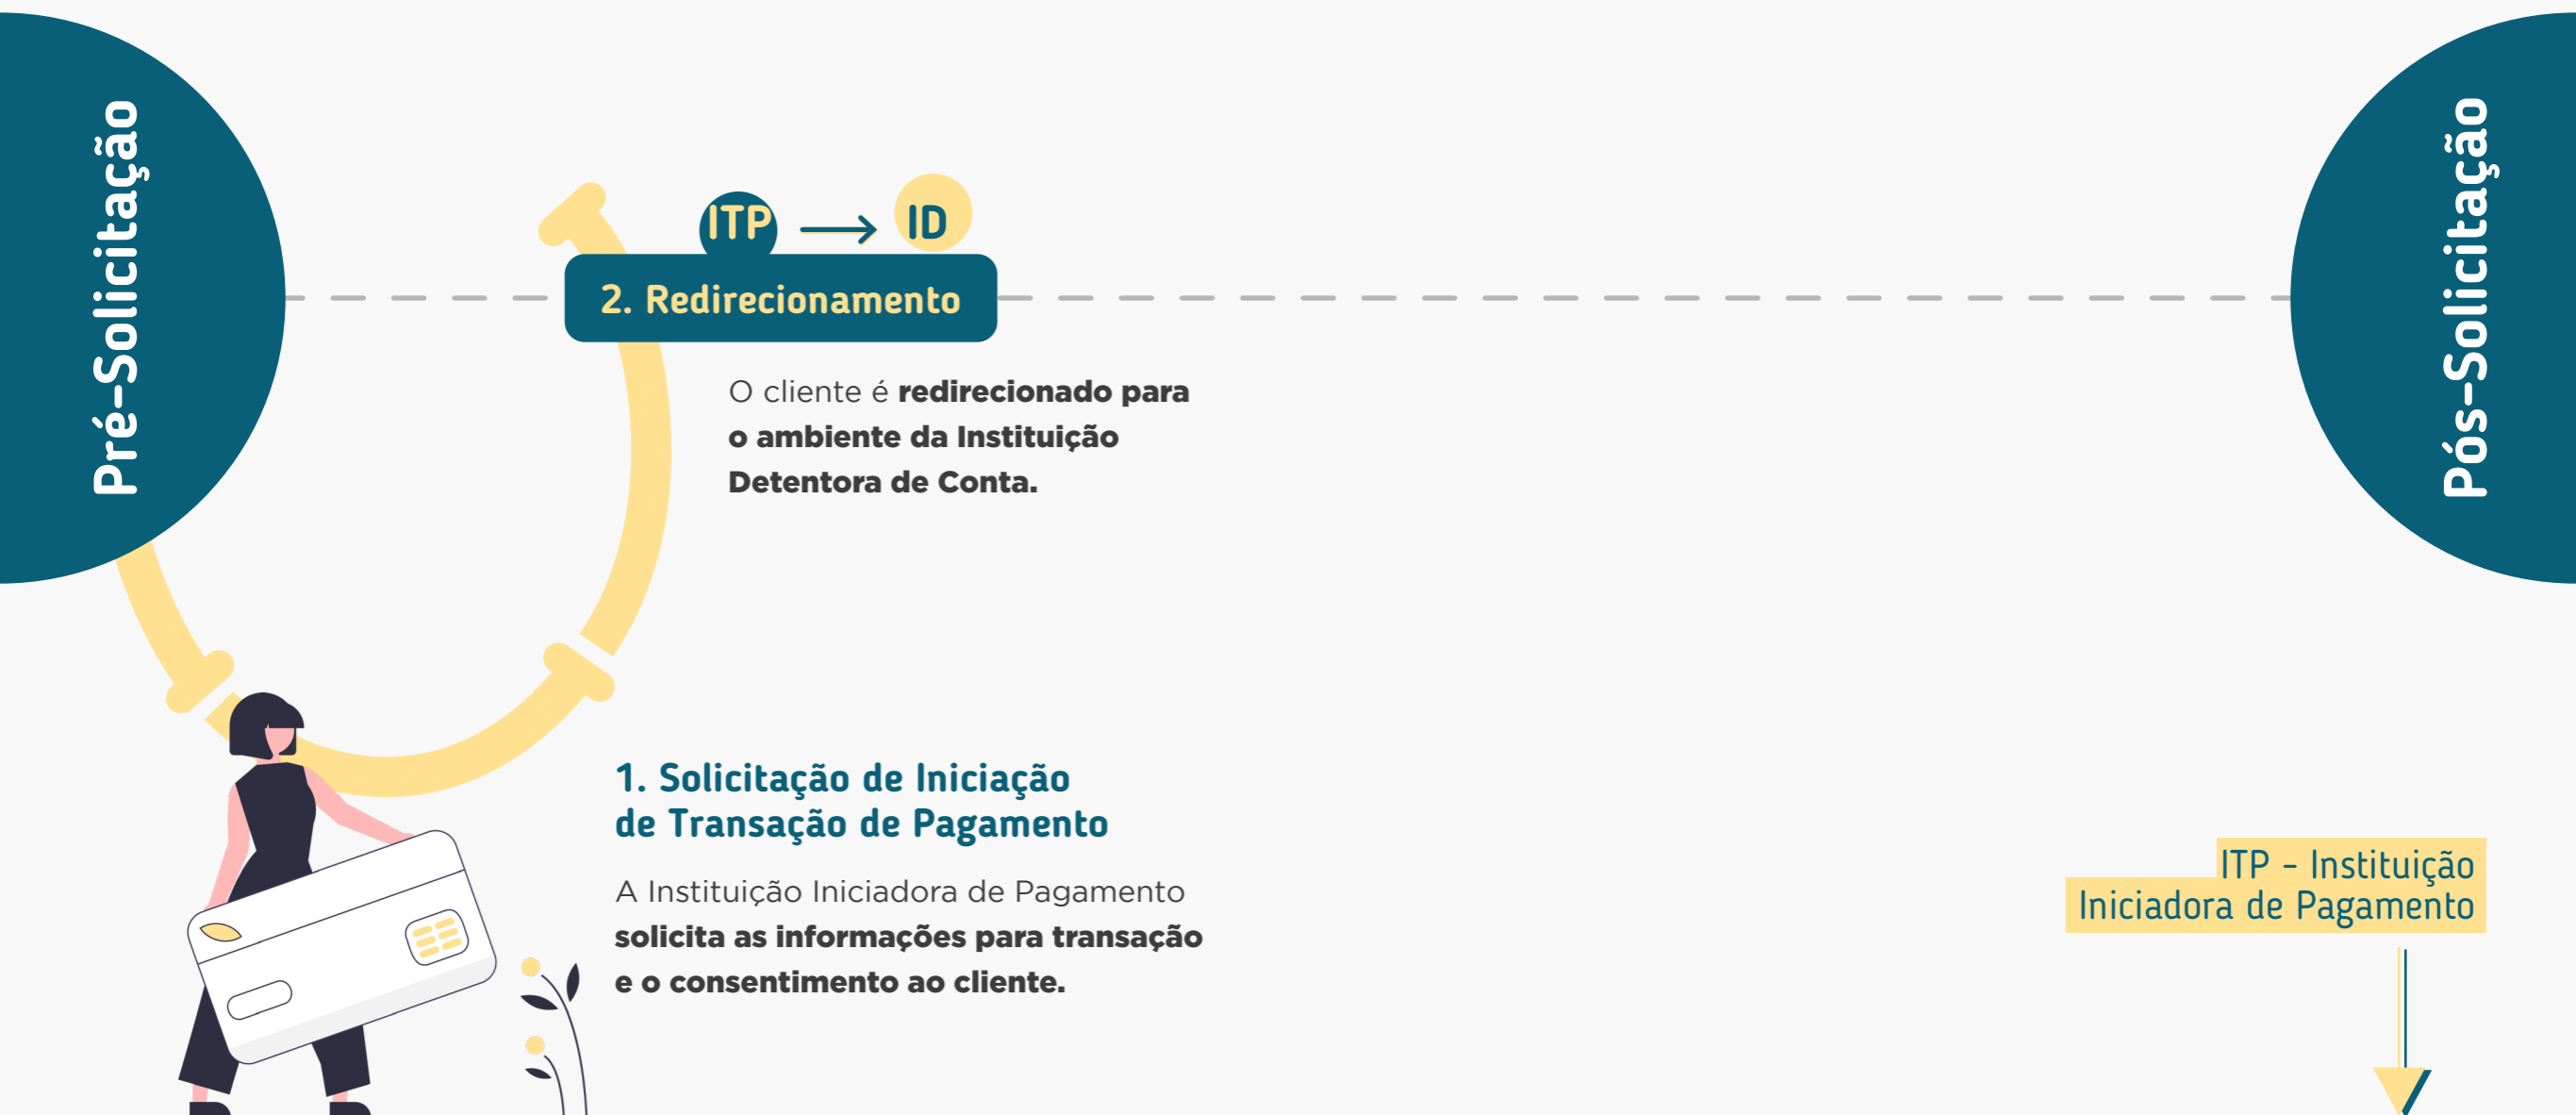 Pré-Solicitação
Pós-Solicitação
ITP
ID
2. Redirecionamento
O cliente é redirecionado para
o ambiente da Instituição
Detentora de Conta.
1. Solicitação de Iniciação
de Transação de Pagamento
A Instituição Iniciadora de Pagamento
solicita as informações para transação
e o consentimento ao cliente.
ITP - Instituição
Iniciadora de Pagamento